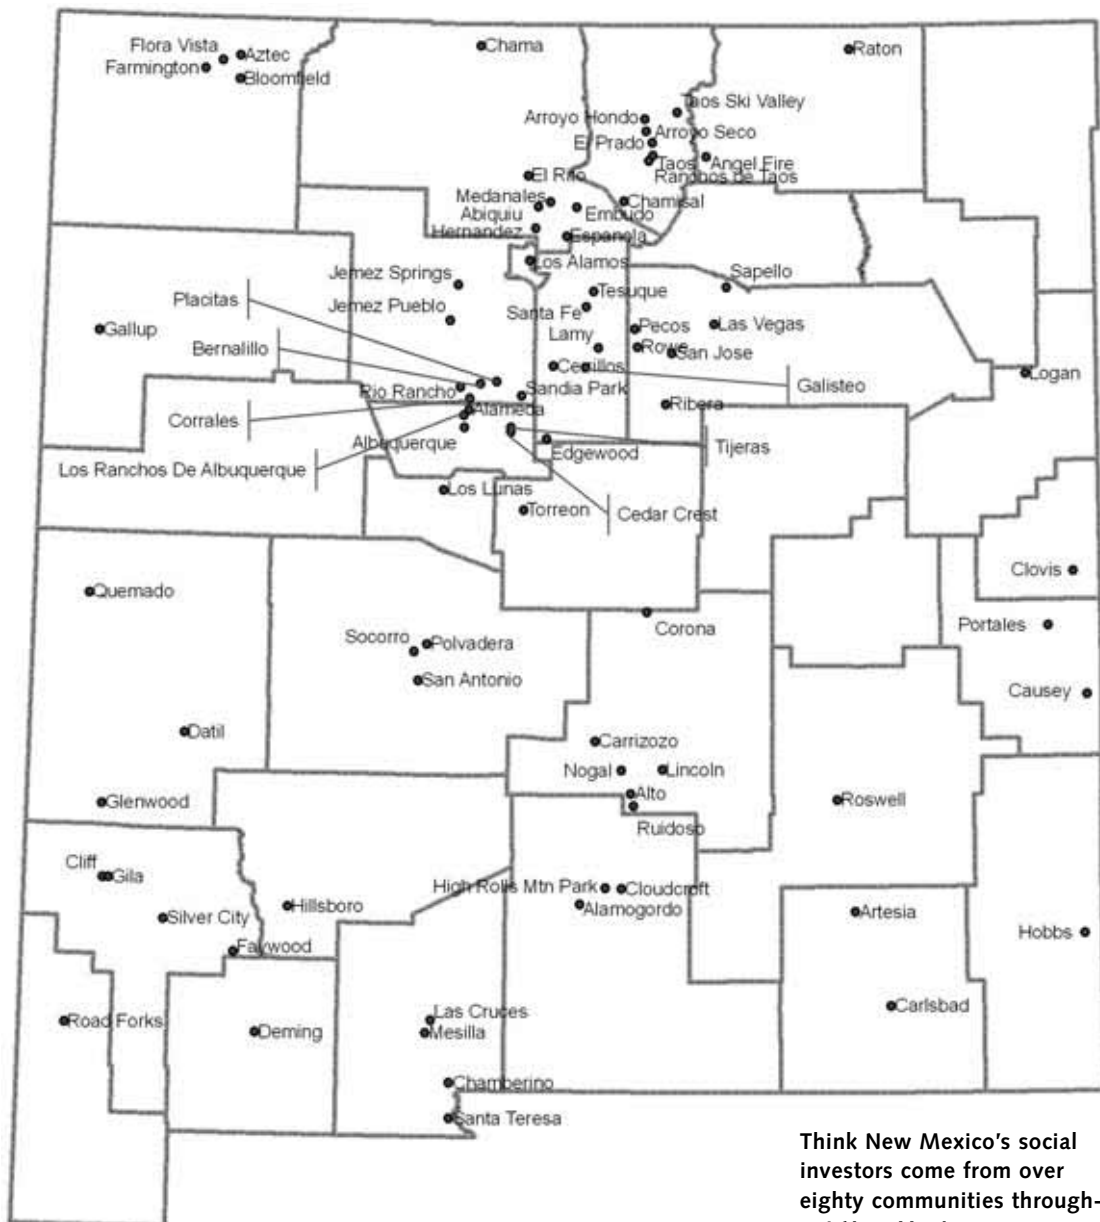 Flora Vista
Aztec
Farmington
Bloomfield
Chama
Raton
Taos Ski Valley
Arroyo Hondo
Arroyo Seco
El Prado
Taos
Angel Fire
Ranchos de Taos
El Rito
Medanales
Chamisal
Abiquiu
Embudo
Hernandez
Espanola
Los Alamos
Jemez Springs
Sapello
Placitas
Tesuque
Jemez Pueblo
Santa Fe
Gallup
Pecos
Las Vegas
Bernalillo
Lamy
Rowe
San Jose
Cerrillos
Logan
Galisteo
Rio Rancho
Sandia Park
Corrales
Alameda
Ribera
Albuquerque
Tijeras
Edgewood
Los Ranchos De Albuquerque
Los Lunas
Torreon
Cedar Crest
Clovis
Quemado
Portales
Corona
Socorro
Polvadera
San Antonio
Causey
Datil
Carrizozo
Nogal
Lincoln
Glenwood
Alto
Roswell
Ruidoso
Cliff
Gila
High Rolls Mtn Park
Cloudcroft
Hillsboro
Alamogordo
Artesia
Silver City
Hobbs
Faywood
Carlsbad
Road Forks
Las Cruces
Deming
Mesilla
Chamberino
Santa Teresa
Think New Mexico's social
investors come from over
eighty communities through-